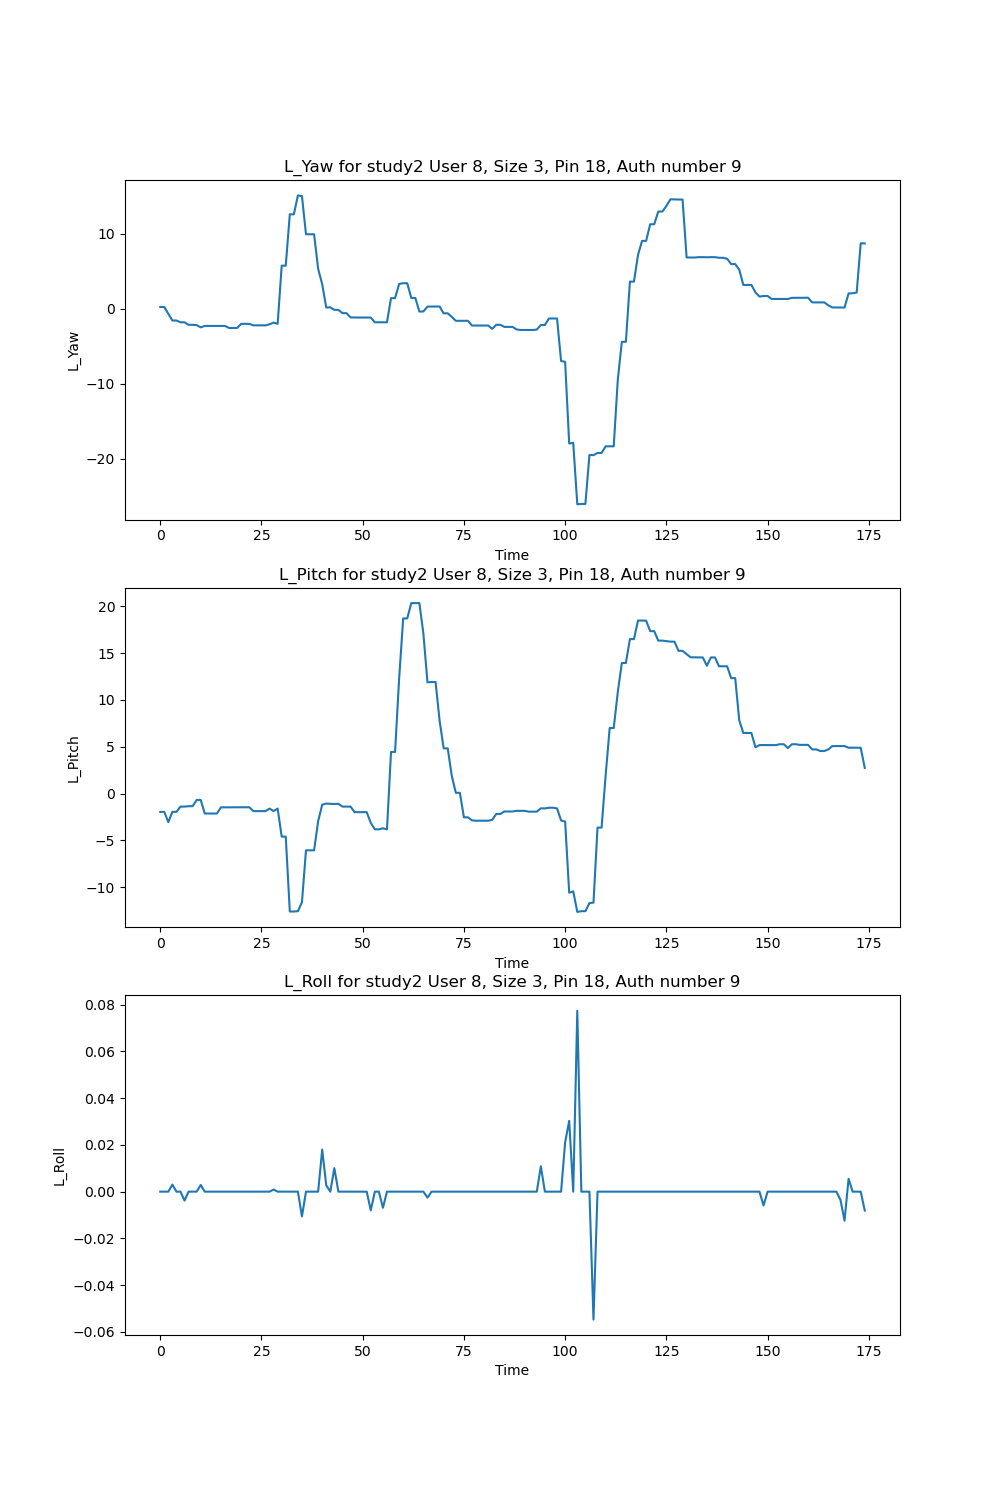 L_Yaw for study2 User 8, Size 3, Pin 18, Auth number 9
10
0
−10
−20
L_Yaw
0 25 50 75 100 125 150 175
Time
L_Pitch for study2 User 8, Size 3, Pin 18, Auth number 9
20
15
10
5
0
−5
−10
L_Pitch
0 25 50 75 100 125 150 175
Time
L_Roll for study2 User 8, Size 3, Pin 18, Auth number 9
0.08
0.06
0.04
0.02
0.00
−0.02
−0.04
−0.06
L_Roll
0 25 50 75 100 125 150 175
Time